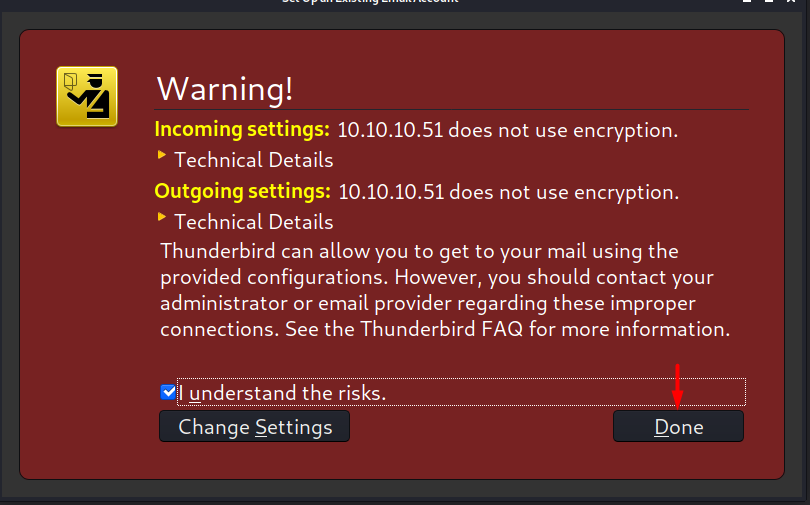 Set Up an Existing Email Account
Warning!
Incoming settings: 10.10.10.51 does not use encryption.
Technical Details
Outgoing settings: 10.10.10.51 does not use encryption.
Technical Details
Thunderbird can allow you to get to your mail using the
provided configurations. However, you should contact your
administrator or email provider regarding these improper
connections. See the Thunderbird FAQ for more information.
I understand the risks.
Change Settings
Done